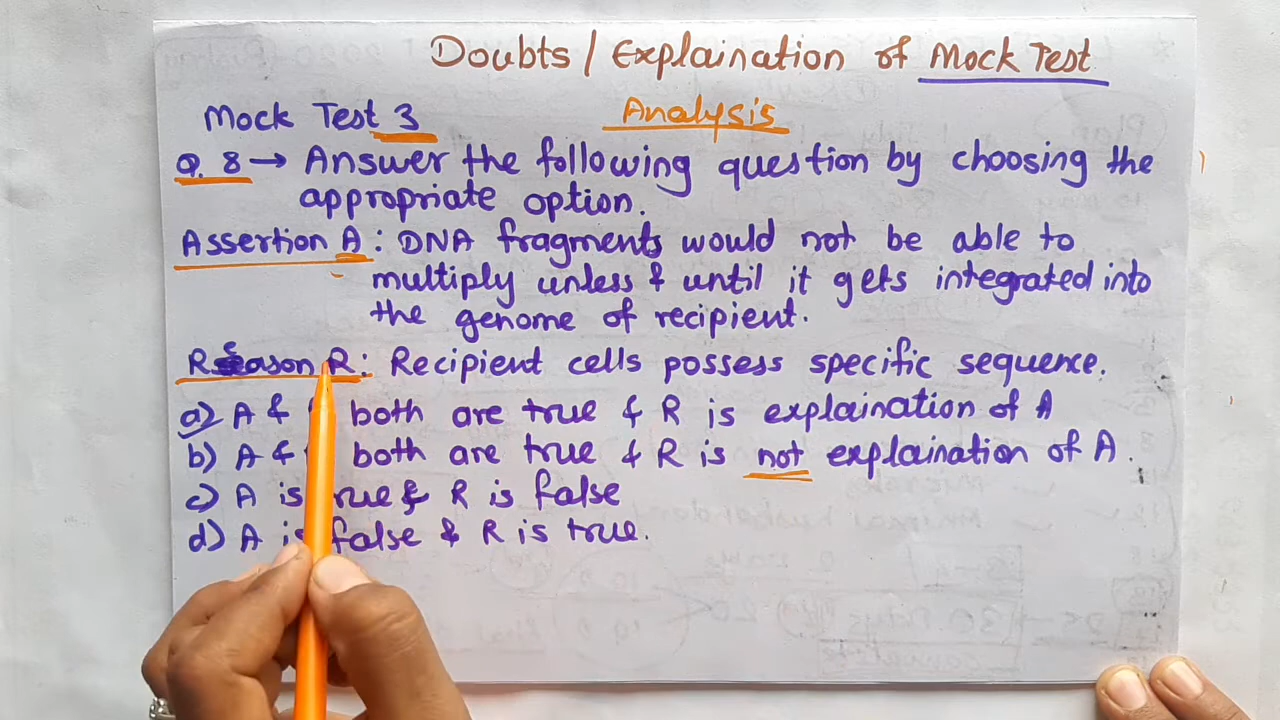 Doubts / Explaination of Mock Test
Mock Test 3 Analysis
Q. 8 → Answer the following question by choosing the
appropriate option.
Assertion A : DNA fragments would not be able to
multiply unless & until it gets integrated into
the genome of recipient.
Reason R : Recipient cells possess specific sequence.
a) A & both are true & R is explaination of A
b) A & both are true & R is not explaination of A.
c) A is true & R is false
d) A is false & R is true.